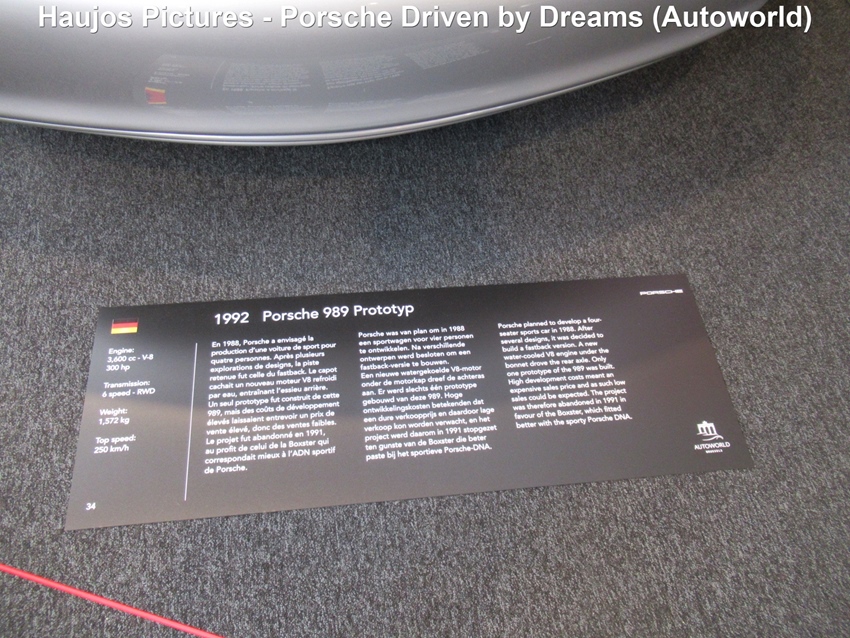 Haujos Pictures - Porsche Driven by Dreams (Autoworld)
PORSCHE
1992 Porsche 989 Prototyp
Engine:
3,600 cc - V-8
300 hp
Transmission:
6 speed - RWD
Weight:
1,572 kg
Top speed:
250 km/h
34
En 1988, Porsche a envisagé la
production d'une voiture de sport pour
quatre personnes. Après plusieurs
explorations de designs, la piste
retenue fut celle du fastback. Le capot
cachait un nouveau moteur V8 refroidi
par eau, entraînant l'essieu arrière.
Un seul prototype fut construit de cette
989, mais des coûts de développement
élevés laissaient entrevoir un prix de
vente élevé, donc des ventes faibles.
Le projet fut abandonné en 1991,
au profit de celui de la Boxster qui
correspondait mieux à l'ADN sportif
de Porsche.
Porsche was van plan om in 1988
een sportwagen voor vier personen
te ontwikkelen. Na verschillende
ontwerpen werd besloten om een
fastback-versie te bouwen.
Een nieuwe watergekoelde V8-motor
onder de motorkap dreef de achteras
aan. Er werd slechts één prototype
gebouwd van deze 989. Hoge
ontwikkelingskosten betekenden dat
een dure verkoopprijs en daardoor lage
verkoop kon worden verwacht, en het
project werd daarom in 1991 stopgezet
ten gunste van de Boxster die beter
paste bij het sportieve Porsche-DNA.
Porsche planned to develop a four-
seater sports car in 1988. After
several designs, it was decided to
build a fastback version. A new
water-cooled V8 engine under the
bonnet drove the rear axle. Only
one prototype of the 989 was built.
High development costs meant an
expensive sales price and as such low
sales could be expected. The project
was therefore abandoned in 1991 in
favour of the Boxster, which fitted
better with the sporty Porsche DNA.
AUTOWORLD
BRUSSELS